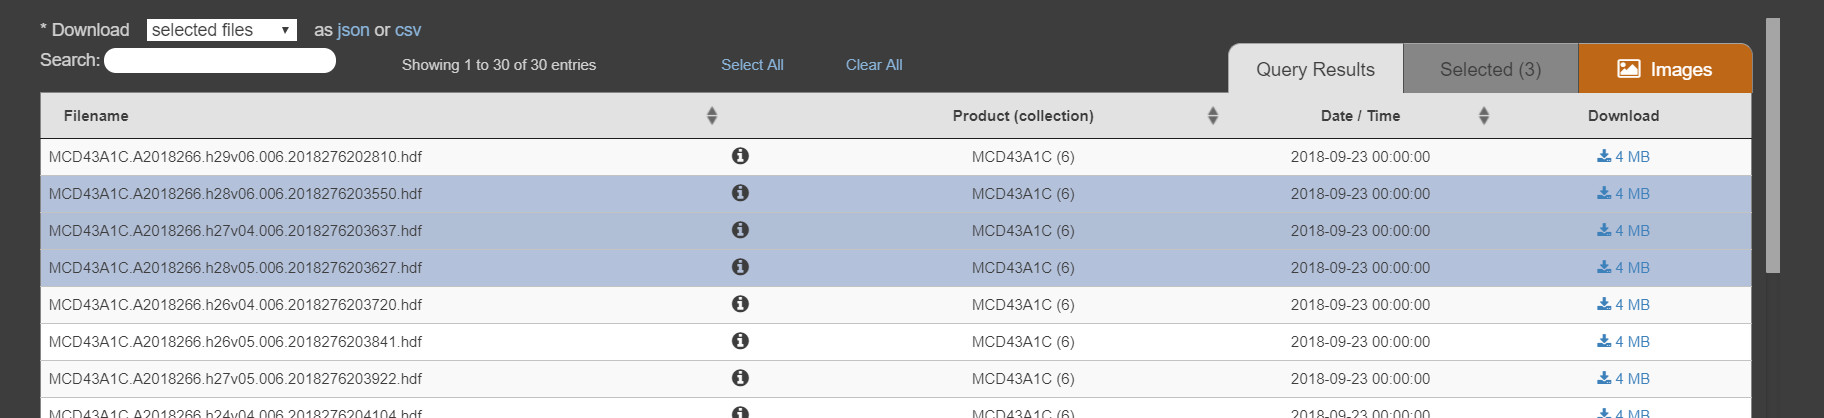 * Download selected files as json or csv
Search: Showing 1 to 30 of 30 entries Select All Clear All Query Results Selected (3) Images
Filename Product (collection) Date / Time Download
MCD43A1C.A2018266.h29v06.006.2018276202810.hdf MCD43A1C (6) 2018-09-23 00:00:00 4 MB
MCD43A1C.A2018266.h28v06.006.2018276203550.hdf MCD43A1C (6) 2018-09-23 00:00:00 4 MB
MCD43A1C.A2018266.h27v04.006.2018276203637.hdf MCD43A1C (6) 2018-09-23 00:00:00 4 MB
MCD43A1C.A2018266.h28v05.006.2018276203627.hdf MCD43A1C (6) 2018-09-23 00:00:00 4 MB
MCD43A1C.A2018266.h26v04.006.2018276203720.hdf MCD43A1C (6) 2018-09-23 00:00:00 4 MB
MCD43A1C.A2018266.h26v05.006.2018276203841.hdf MCD43A1C (6) 2018-09-23 00:00:00 4 MB
MCD43A1C.A2018266.h27v05.006.2018276203922.hdf MCD43A1C (6) 2018-09-23 00:00:00 4 MB
MCD43A1C.A2018266.h24v04.006.2018276204104.hdf MCD43A1C (6) 2018-09-23 00:00:00 4 MB